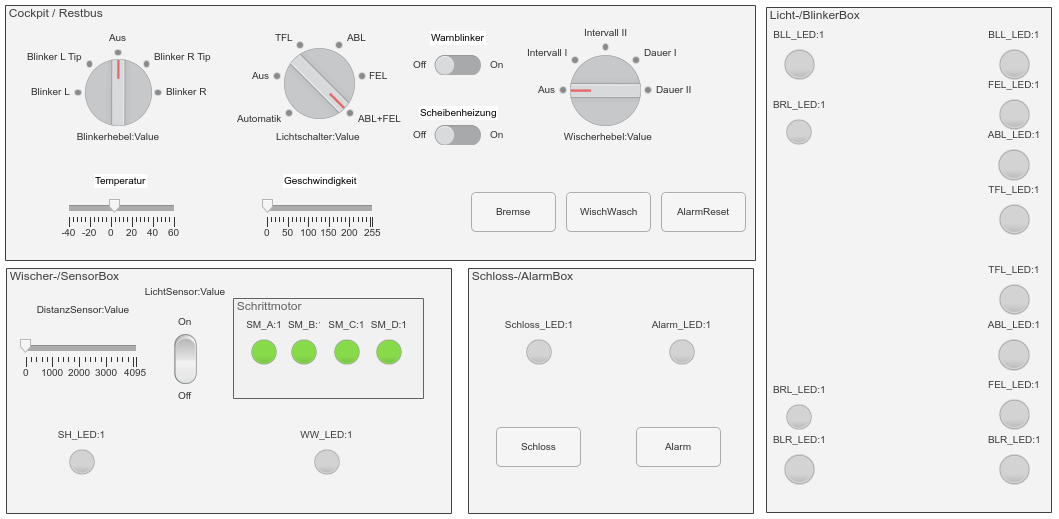 Cockpit / Restbus
Aus
Blinker L Tip
Blinker R Tip
Blinker L
Blinker R
Blinkerhebel:Value
TFL
ABL
Aus
FEL
Automatik
ABL+FEL
Lichtschalter:Value
Warnblinker
Off
On
Scheibenheizung
Off
On
Intervall II
Intervall I
Dauer I
Aus
Dauer II
Wischerhebel:Value
Temperatur
-40 -20 0 20 40 60
Geschwindigkeit
0 50 100 150 200 255
Bremse
WischWasch
AlarmReset
Wischer-/SensorBox
DistanzSensor:Value
0 1000 2000 3000 4095
LichtSensor:Value
On
Off
Schrittmotor
SM_A:1 SM_B: SM_C:1 SM_D:1
SH_LED:1
WW_LED:1
Schloss-/AlarmBox
Schloss_LED:1
Alarm_LED:1
Schloss
Alarm
Licht-/BlinkerBox
BLL_LED:1
BLL_LED:1
FEL_LED:1
BRL_LED:1
ABL_LED:1
TFL_LED:1
TFL_LED:1
ABL_LED:1
FEL_LED:1
BRL_LED:1
BLR_LED:1
BLR_LED:1